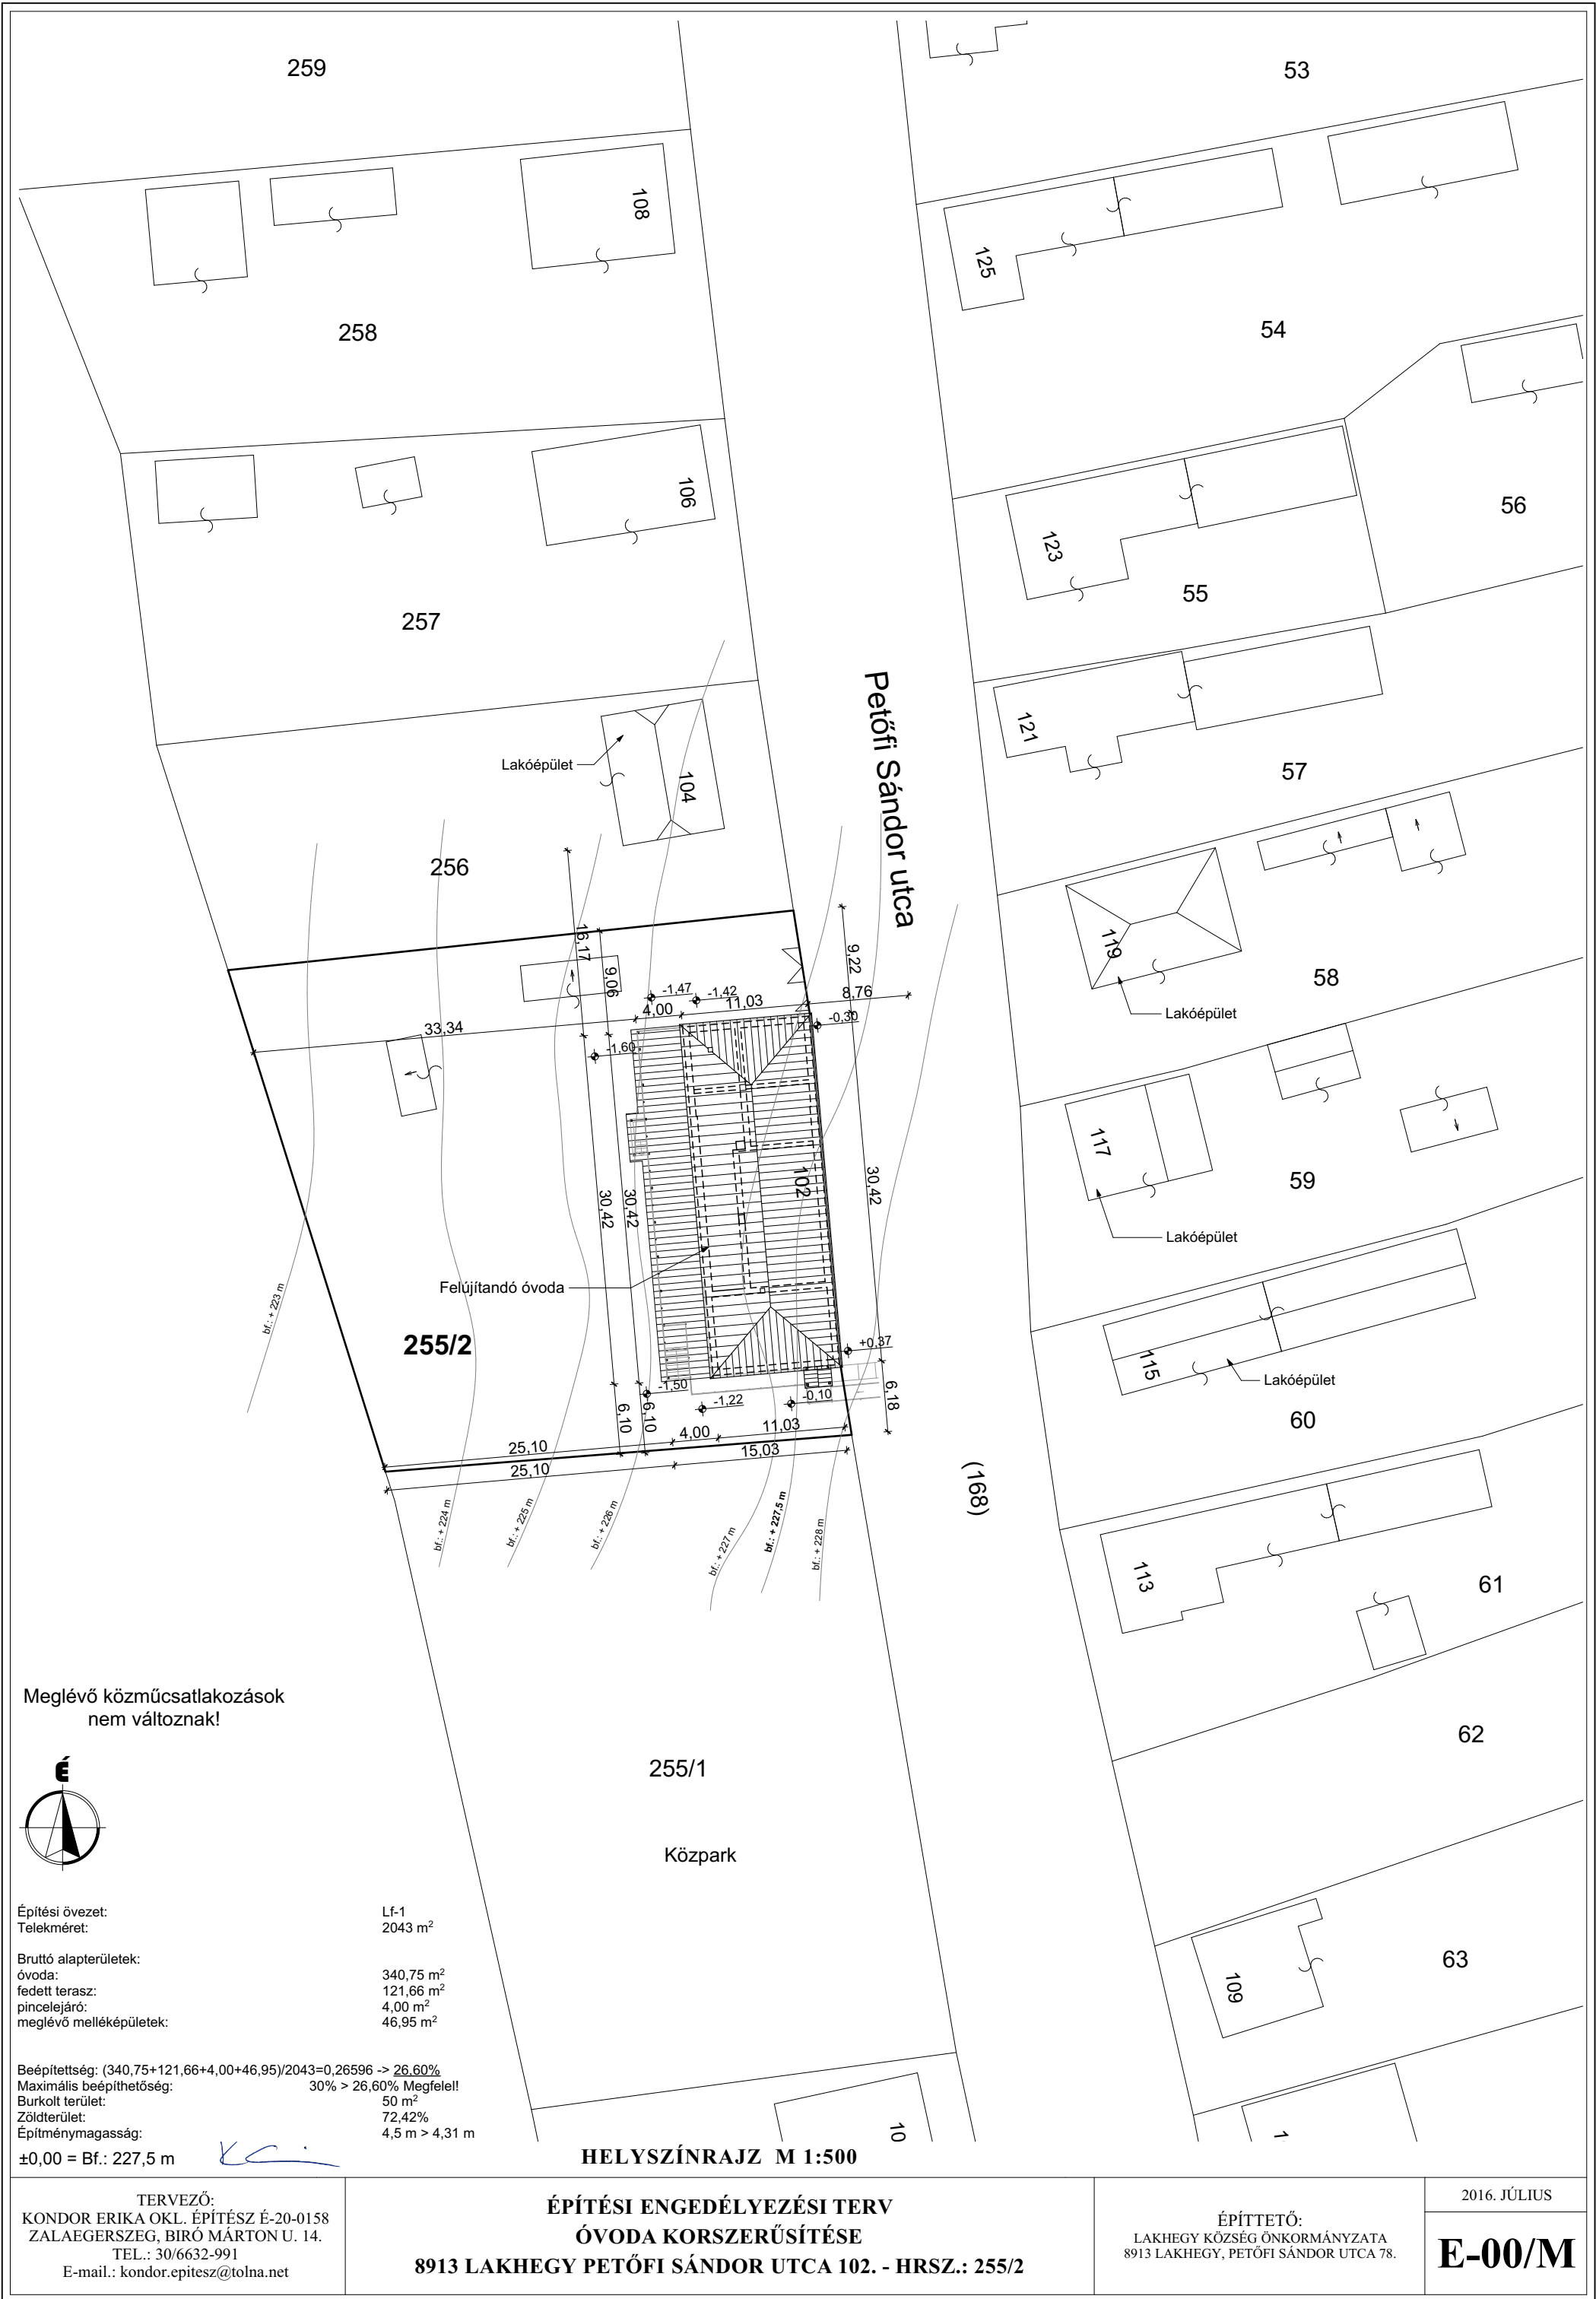 259
53
108
125
258
54
106
123
56
257
55
Petőfi Sándor utca
121
Lakóépület
104
57
256
119
58
Lakóépület
16,17
9,06
9,22
-1,47
-1,42
4,00
11,03
8,76
33,34
-0,30
-1,60
117
59
Lakóépület
30,42
30,42
102
30,42
Felújítandó óvoda
bf.: + 223 m
255/2
+0,37
115
Lakóépület
60
-1,50
-1,22
-0,10
6,10
6,10
6,18
4,00
11,03
25,10
15,03
25,10
(168)
bf.: + 224 m
bf.: + 225 m
bf.: + 226 m
bf.: + 227 m
bf.: + 227,5 m
bf.: + 228 m
113
61
62
Meglévő közműcsatlakozások
nem változnak!
É
255/1
Közpark
63
109
10
1
Építési övezet: Lf-1
Telekméret: 2043 m²
Bruttó alapterületek:
óvoda: 340,75 m²
fedett terasz: 121,66 m²
pincelejáró: 4,00 m²
meglévő melléképületek: 46,95 m²
Beépítettség: (340,75+121,66+4,00+46,95)/2043=0,26596 -> 26,60%
Maximális beépíthetőség: 30% > 26,60% Megfelel!
Burkolt terület: 50 m²
Zöldterület: 72,42%
Építménymagasság: 4,5 m > 4,31 m
±0,00 = Bf.: 227,5 m
HELYSZÍNRAJZ M 1:500
TERVEZŐ:
KONDOR ERIKA OKL. ÉPÍTÉSZ É-20-0158
ZALAEGERSZEG, BIRÓ MÁRTON U. 14.
TEL.: 30/6632-991
E-mail.: kondor.epitesz@tolna.net
ÉPÍTÉSI ENGEDÉLYEZÉSI TERV
ÓVODA KORSZERŰSÍTÉSE
8913 LAKHEGY PETŐFI SÁNDOR UTCA 102. - HRSZ.: 255/2
ÉPÍTTETŐ:
LAKHEGY KÖZSÉG ÖNKORMÁNYZATA
8913 LAKHEGY, PETŐFI SÁNDOR UTCA 78.
2016. JÚLIUS
E-00/M